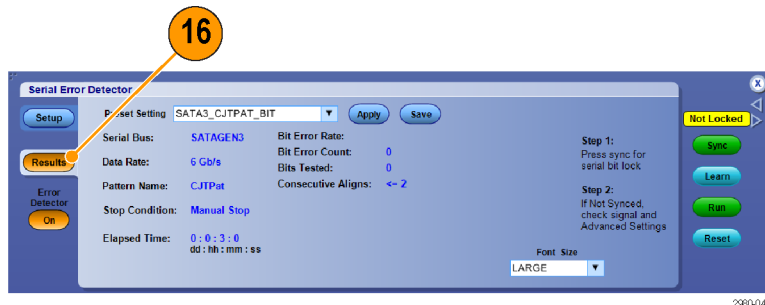 16
Serial Error Detector
X
Setup
Preset Setting SATA3_CJTPAT_BIT Apply Save
Not Locked
Serial Bus: SATAGEN3 Bit Error Rate:
Bit Error Count: 0
Step 1:
Sync
Results
Data Rate: 6 Gb/s
Bits Tested: 0
Press sync for
serial bit lock
Pattern Name: CJTPat Consecutive Aligns: <- 2
Learn
Error
Detector
On
Stop Condition: Manual Stop
Step 2:
If Not Synced,
check signal and
Advanced Settings
Run
Elapsed Time: 0 : 0 : 3 : 0
dd : hh : mm : ss
Reset
Font Size
LARGE
2980-04